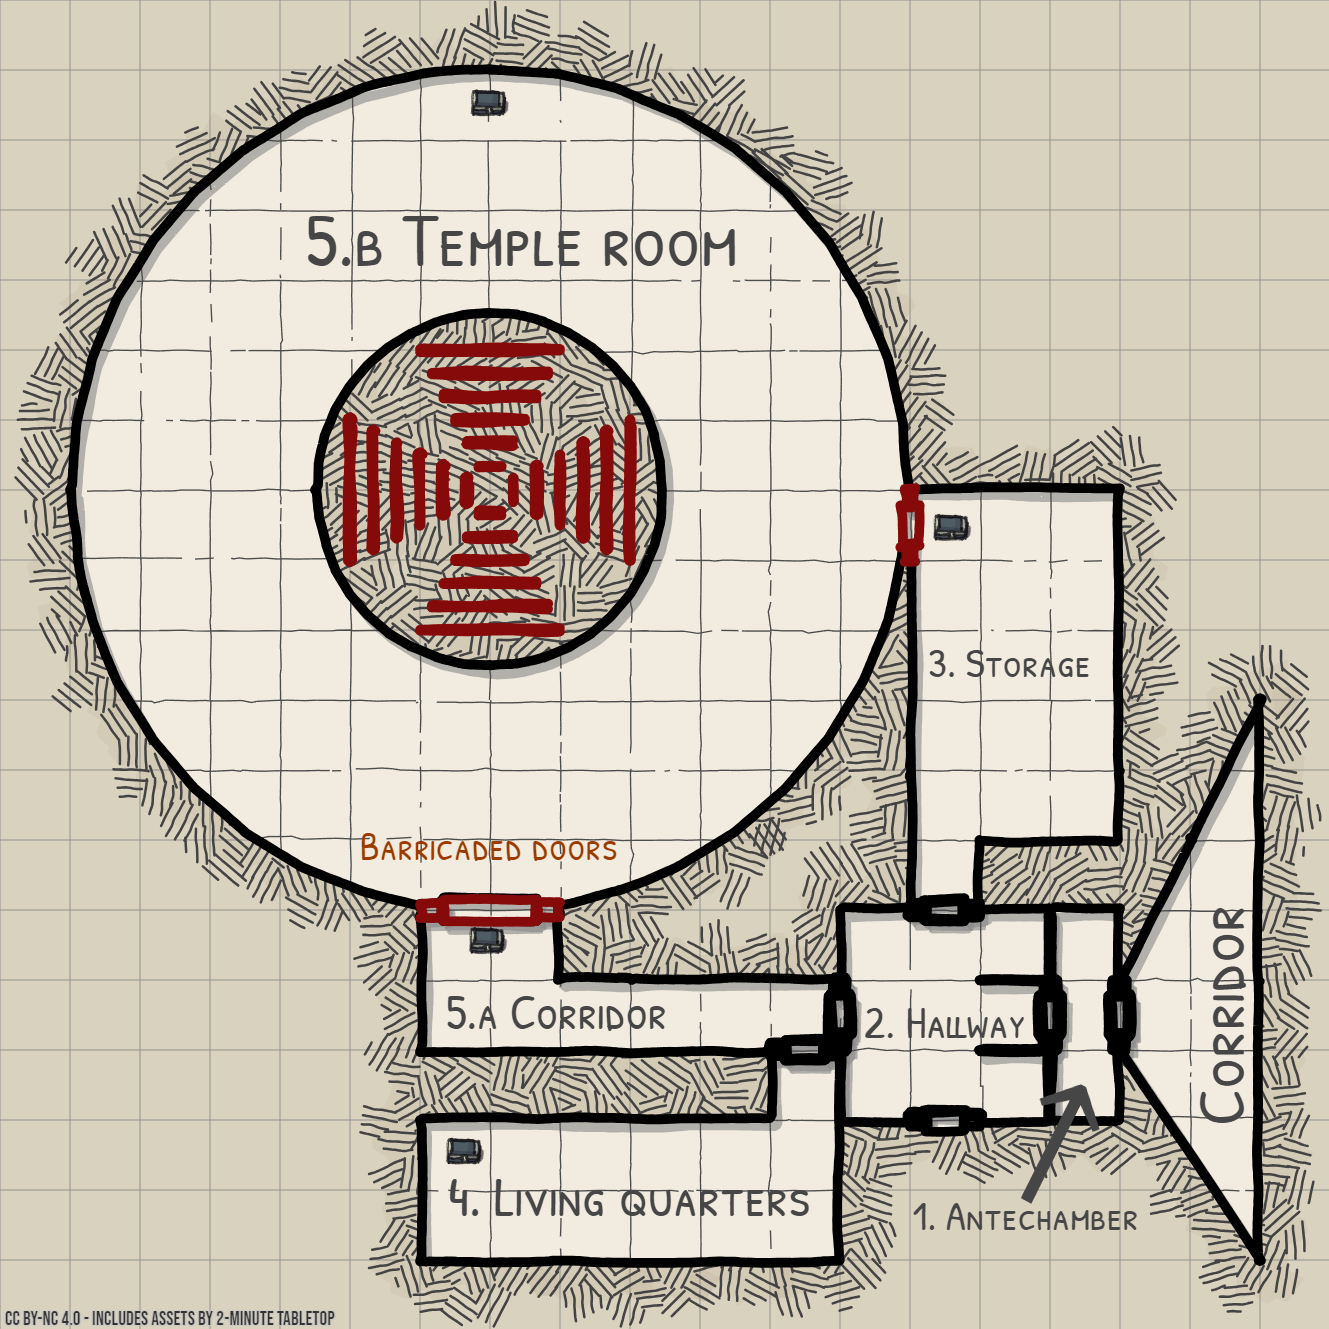 5.B TEMPLE ROOM
3. STORAGE
BARRICADED DOORS
5.A CORRIDOR
2. HALLWAY
CORRIDOR
4. LIVING QUARTERS
1. ANTECHAMBER
CC BY-NC 4.0 - INCLUDES ASSETS BY 2-MINUTE TABLETOP